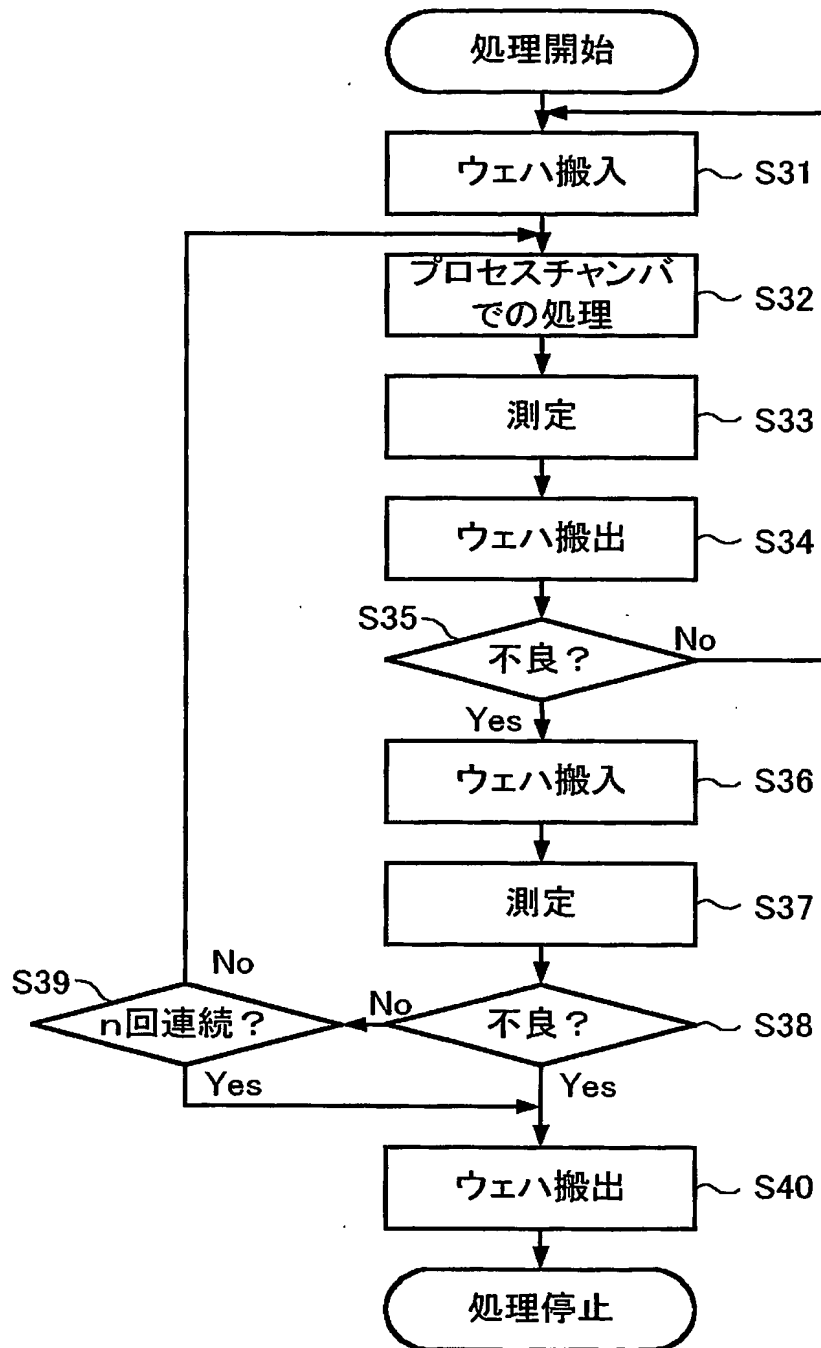 処理開始
ウェハ搬入
S31
プロセスチャンバ
での処理
S32
測定
S33
ウェハ搬出
S34
S35
不良？
No
Yes
ウェハ搬入
S36
測定
S37
S39
n回連続？
No
No
不良？
S38
Yes
Yes
ウェハ搬出
S40
処理停止